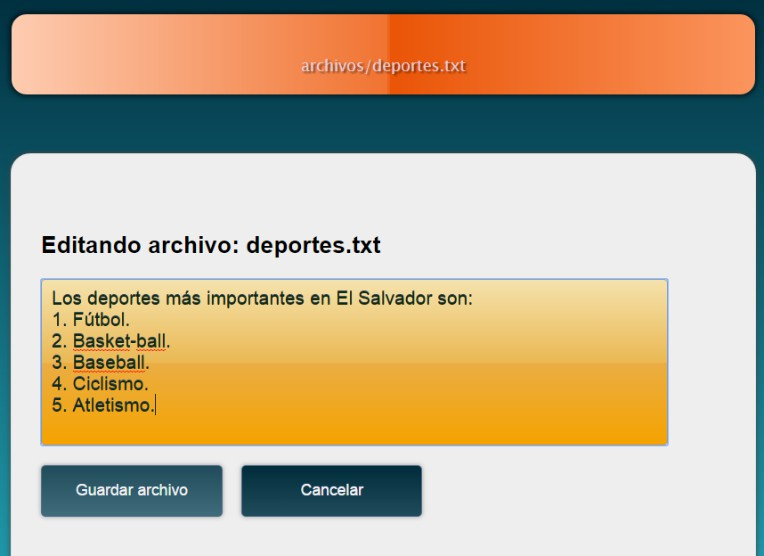 archivos/deportes.txt
Editando archivo: deportes.txt
Los deportes más importantes en El Salvador son:
1. Fútbol.
2. Basket-ball.
3. Baseball.
4. Ciclismo.
5. Atletismo.
Guardar archivo
Cancelar